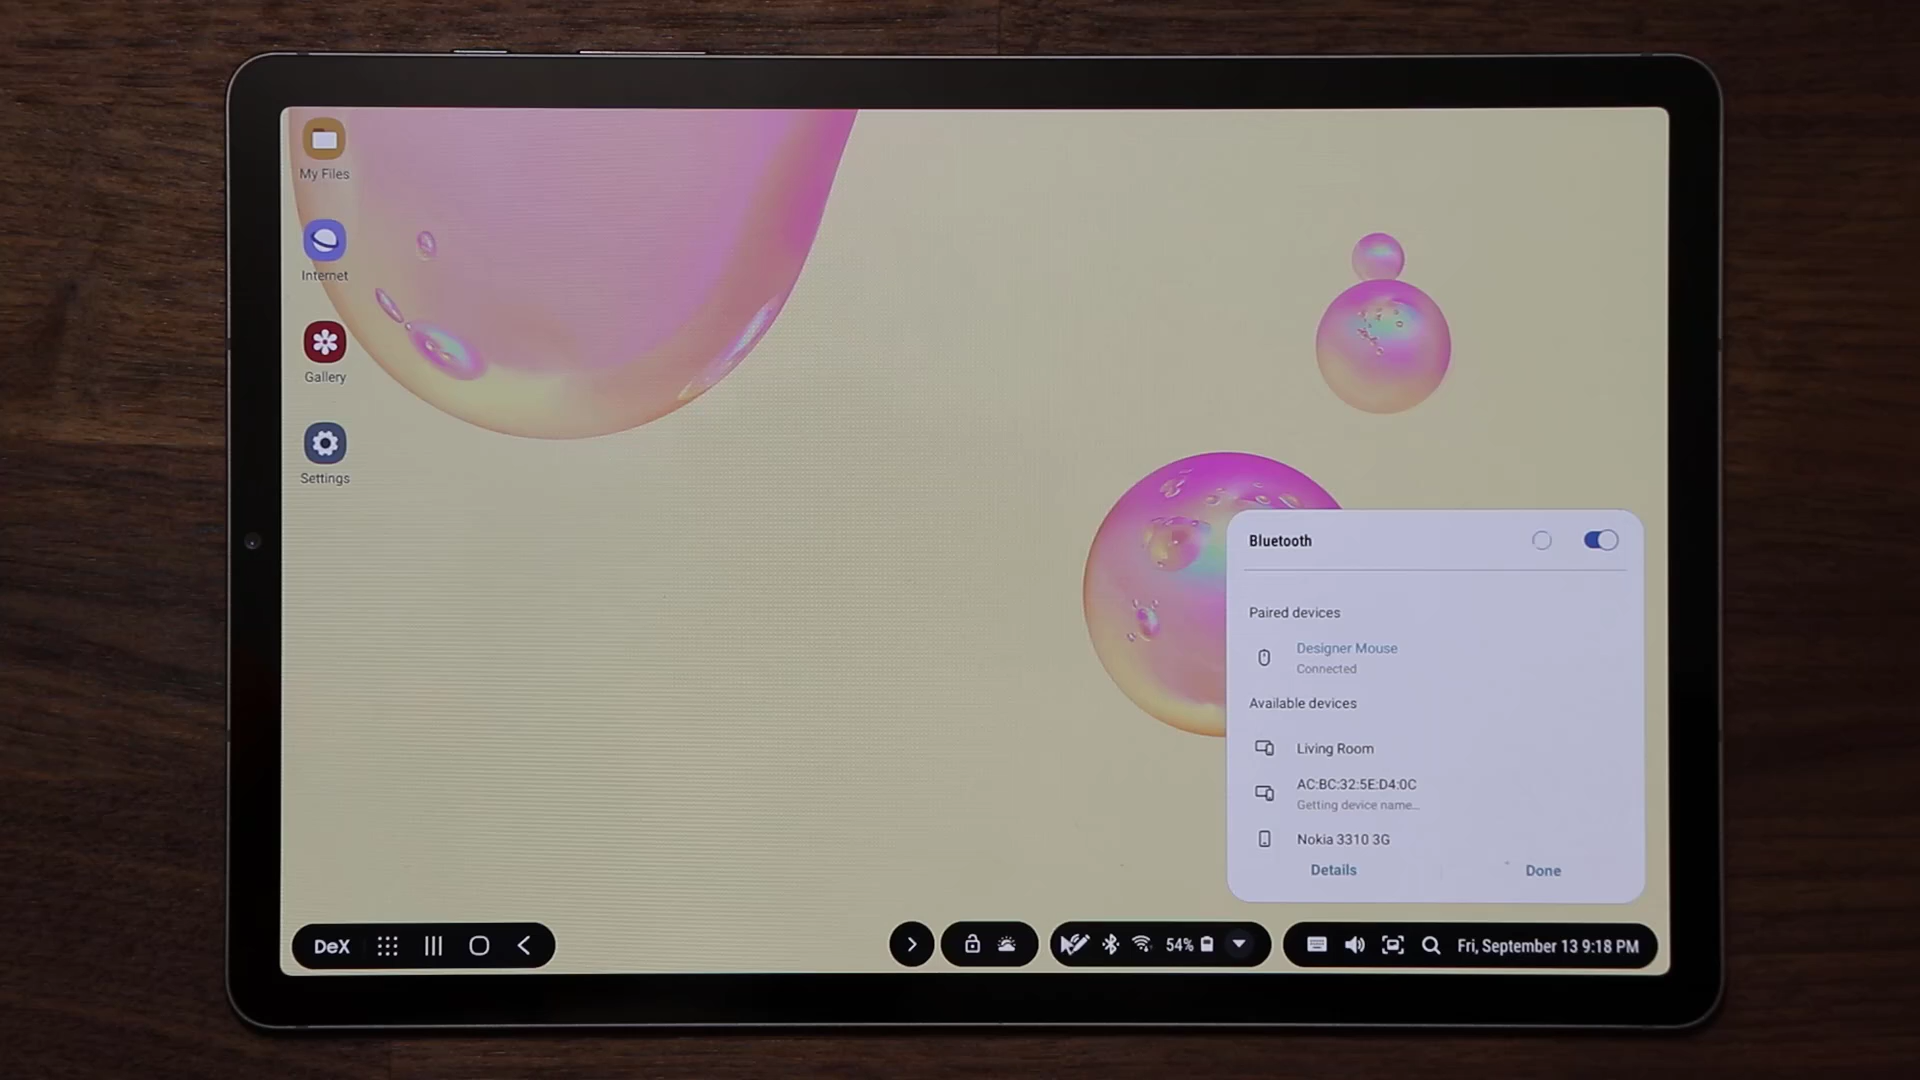 My Files
Internet
Gallery
Settings
Bluetooth
Paired devices
Designer Mouse
Connected
Available devices
Living Room
AC:BC:32:5E:D4:0C
Getting device name...
Nokia 3310 3G
Details
Done
DeX
54%
Fri, September 13 9:18 PM